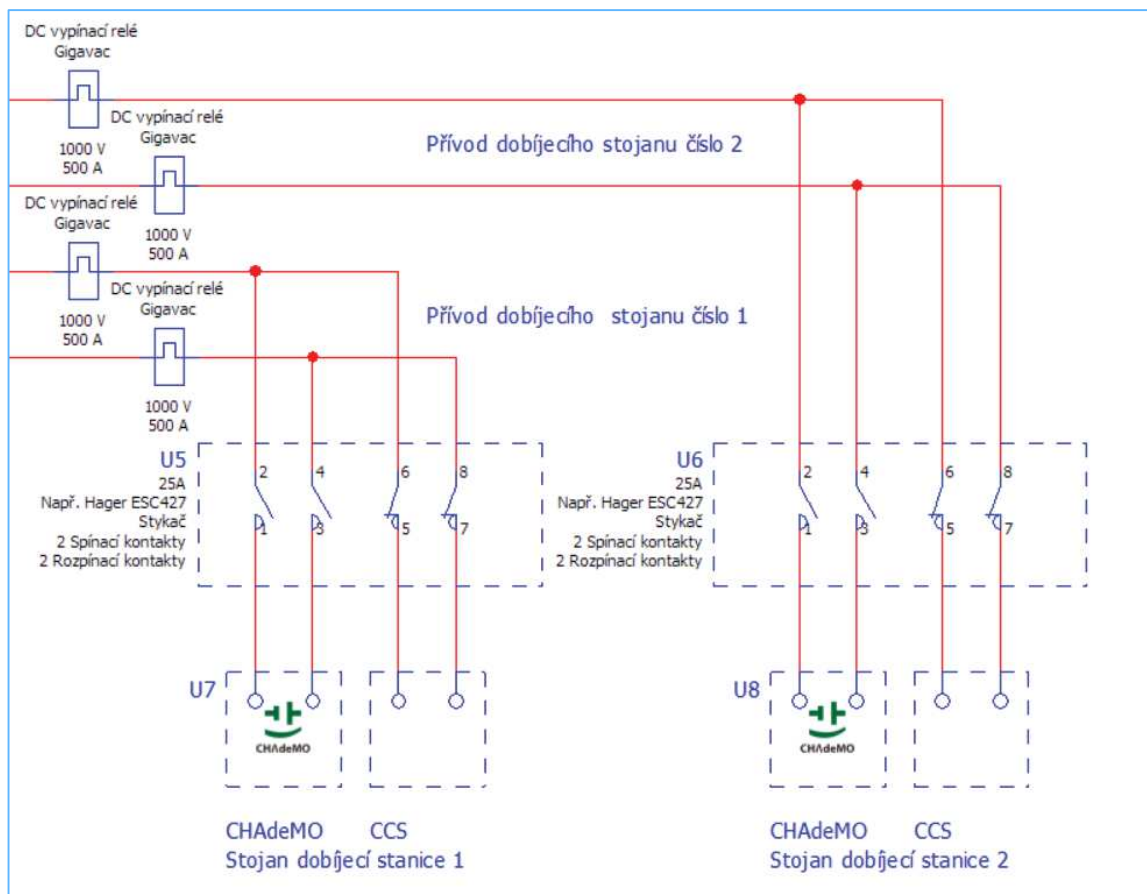 DC vypínací relé
Gigavac
1000 V
500 A
DC vypínací relé
Gigavac
1000 V
500 A
Přívod dobíjecího stojanu číslo 2
DC vypínací relé
Gigavac
1000 V
500 A
DC vypínací relé
Gigavac
1000 V
500 A
Přívod dobíjecího stojanu číslo 1
U5
25A
Např. Hager ESC427
Stykač
2 Spínací kontakty
2 Rozpínací kontakty
2 4 6 8
1 3 5 7
U6
25A
Např. Hager ESC427
Stykač
2 Spínací kontakty
2 Rozpínací kontakty
2 4 6 8
1 3 5 7
U7
CHAdeMO
U8
CHAdeMO
CHAdeMO CCS
Stojan dobíjecí stanice 1
CHAdeMO CCS
Stojan dobíjecí stanice 2